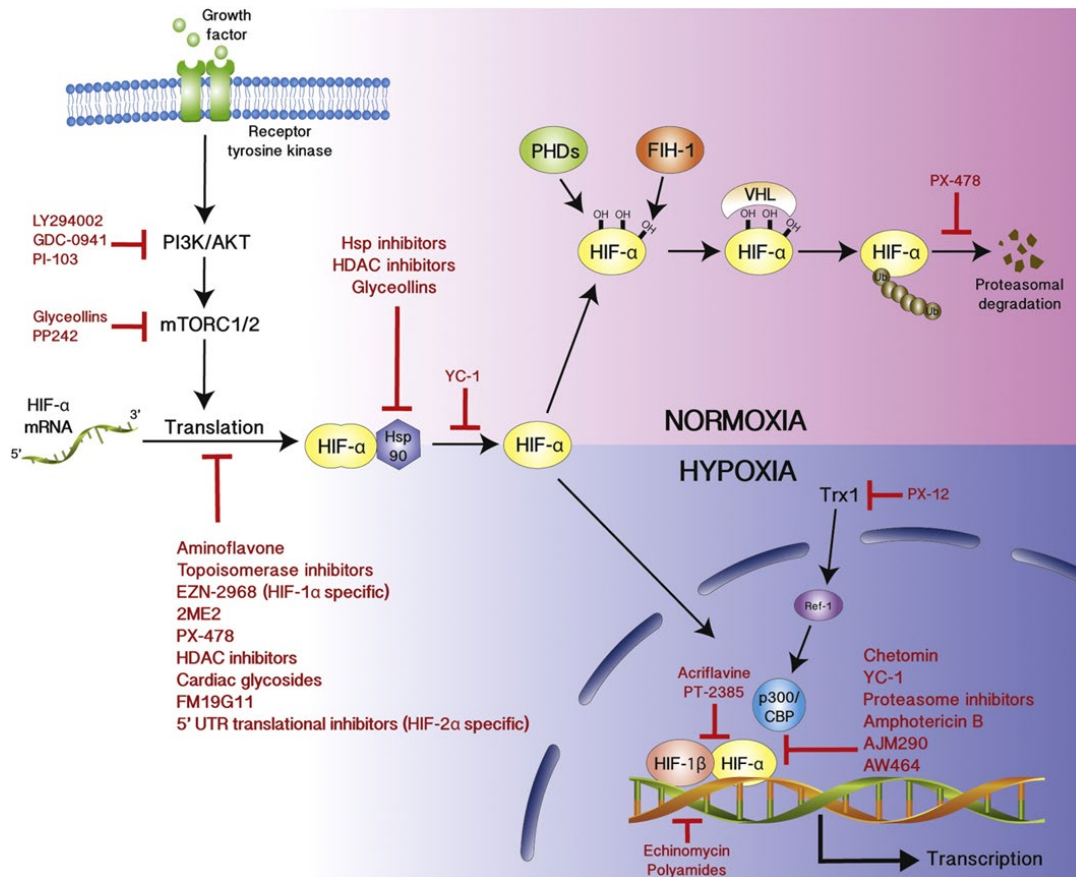 Growth
factor
Receptor
tyrosine kinase
LY294002
GDC-0941
PI-103
PI3K/AKT
Glyceollins
PP242
mTORC1/2
HIF-α
mRNA
5'
3'
Translation
Hsp inhibitors
HDAC inhibitors
Glyceollins
HIF-α
Hsp
90
YC-1
HIF-α
Aminoflavone
Topoisomerase inhibitors
EZN-2968 (HIF-1α specific)
2ME2
PX-478
HDAC inhibitors
Cardiac glycosides
FM19G11
5' UTR translational inhibitors (HIF-2α specific)
PHDs
FIH-1
OH OH OH
HIF-α
VHL
OH OH OH
HIF-α
HIF-α
Ub
Ub
PX-478
Proteasomal
degradation
NORMOXIA
HYPOXIA
Trx1
PX-12
Ref-1
p300/
CBP
Acriflavine
PT-2385
Chetomin
YC-1
Proteasome inhibitors
Amphotericin B
AJM290
AW464
HIF-1β
HIF-α
Echinomycin
Polyamides
Transcription